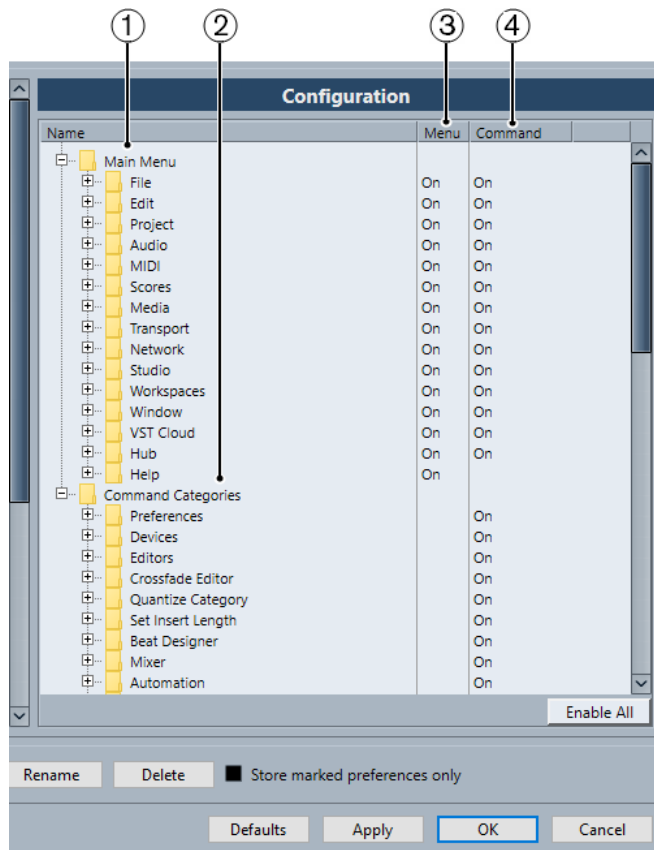 1 2 3 4
Configuration
Name Menu Command
Main Menu
File On On
Edit On On
Project On On
Audio On On
MIDI On On
Scores On On
Media On On
Transport On On
Network On On
Studio On On
Workspaces On On
Window On On
VST Cloud On On
Hub On On
Help On
Command Categories
Preferences On
Devices On
Editors On
Crossfade Editor On
Quantize Category On
Set Insert Length On
Beat Designer On
Mixer On
Automation On
Enable All
Rename Delete Store marked preferences only
Defaults Apply OK Cancel